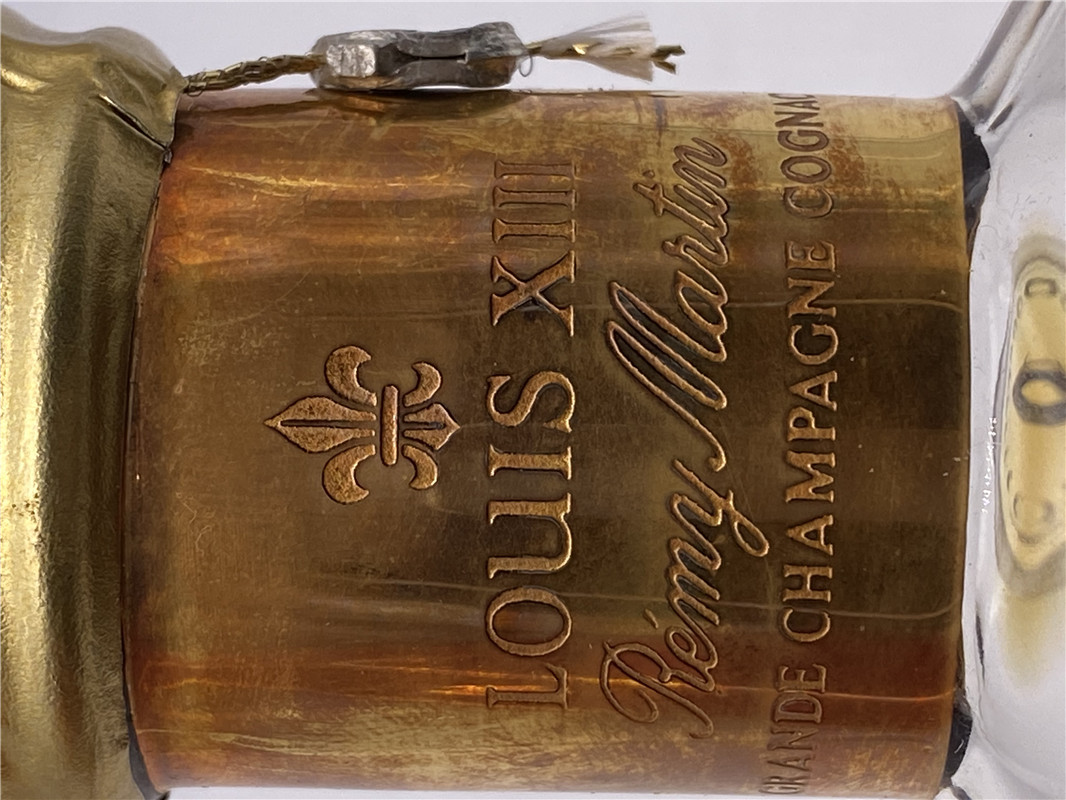 LOUIS XIII
Rémy Martin
GRANDE CHAMPAGNE COGNAC